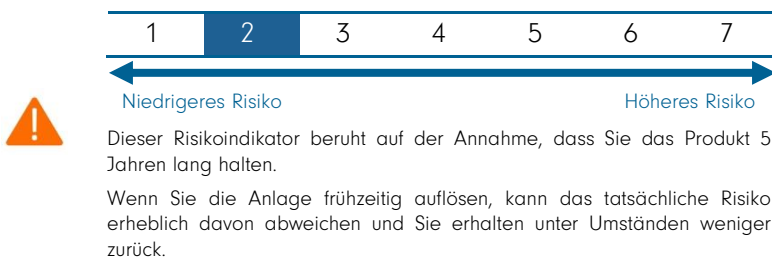 1 2 3 4 5 6 7
Niedrigeres Risiko Höheres Risiko
Dieser Risikoindikator beruht auf der Annahme, dass Sie das Produkt 5
Jahren lang halten.
Wenn Sie die Anlage frühzeitig auflösen, kann das tatsächliche Risiko
erheblich davon abweichen und Sie erhalten unter Umständen weniger
zurück.